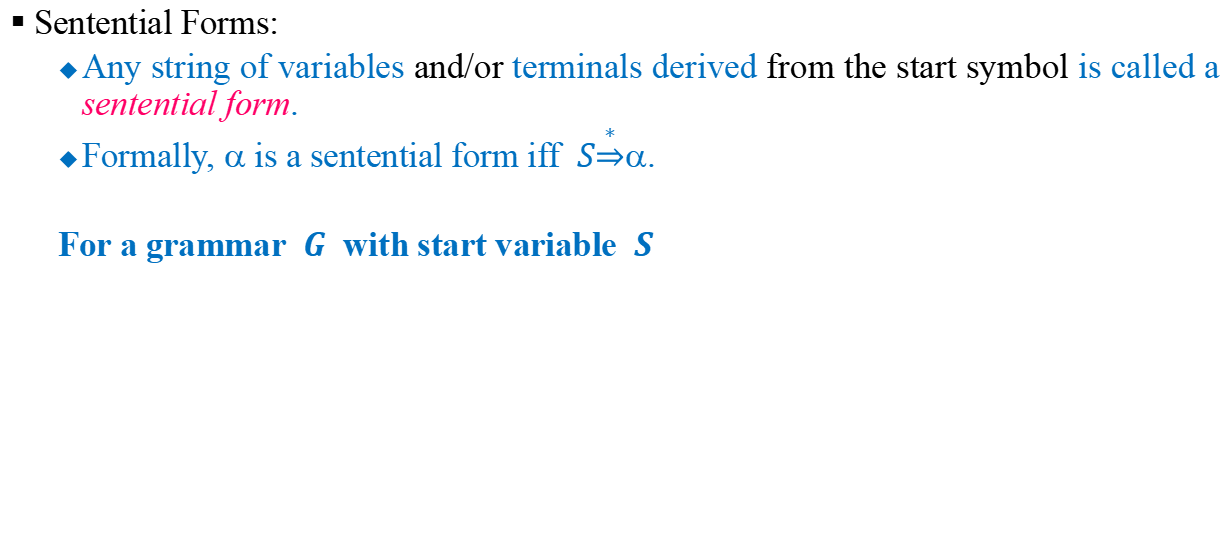 ▪ Sentential Forms:
◆ Any string of variables and/or terminals derived from the start symbol is called a
sentential form.
◆ Formally, α is a sentential form iff S ⇒* α.
For a grammar G with start variable S